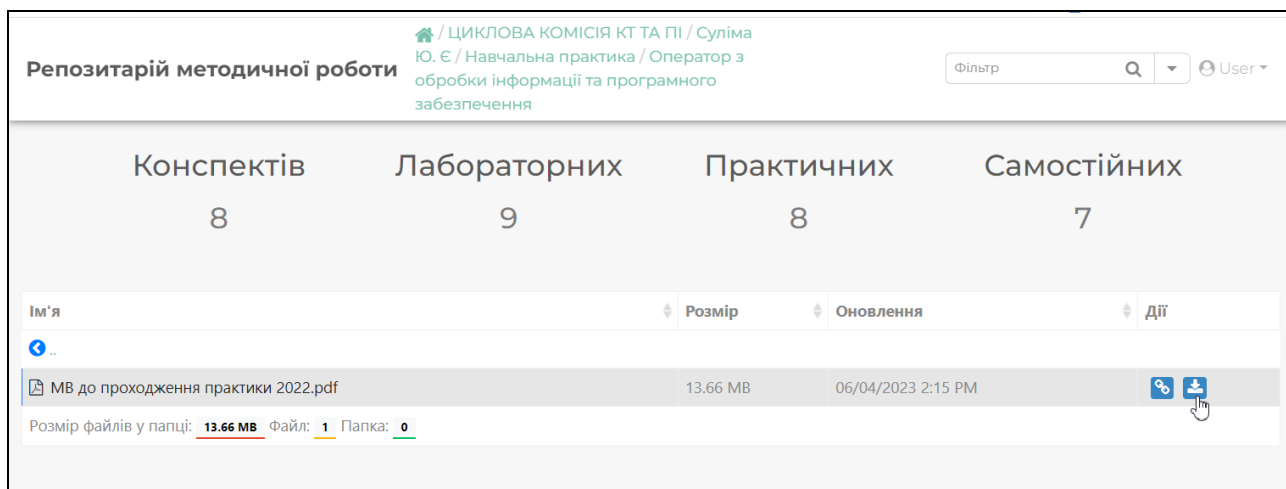 / ЦИКЛОВА КОМІСІЯ КТ ТА ПІ / Суліма
Ю. Є / Навчальна практика / Оператор з
обробки інформації та програмного
забезпечення
Репозитарій методичної роботи
Фільтр
User
Конспектів Лабораторних Практичних Самостійних
8 9 8 7
Ім'я Розмір Оновлення Дії
..
МВ до проходження практики 2022.pdf 13.66 MB 06/04/2023 2:15 PM
Розмір файлів у папці: 13.66 MB Файл: 1 Папка: 0